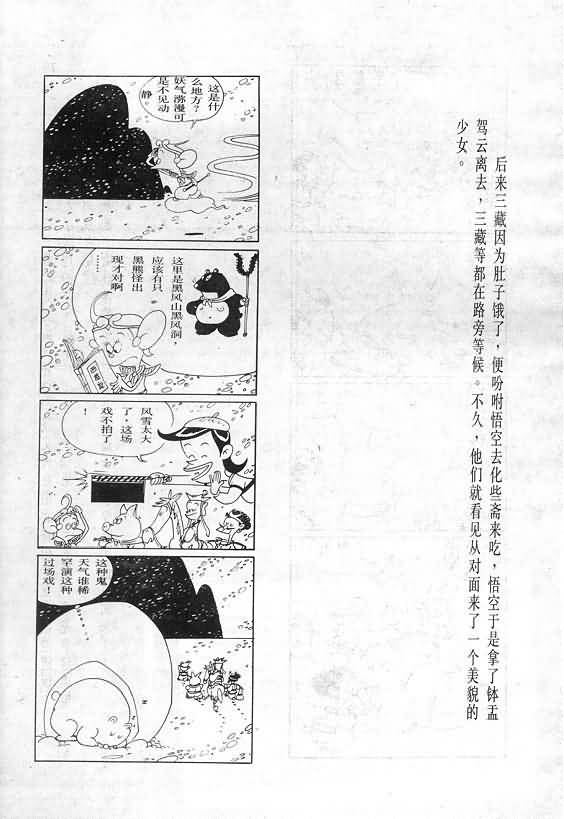 这是什
么地方？
妖气弥漫可
是不见动
静
这里是黑风山黑风洞，
应该有只
黑熊怪出
现才对啊
……
西游记
风雪太大
了，这场
戏不拍了
！
这种鬼
天气谁稀
罕演这种
过场戏！
z
后来三藏因为肚子饿了，便吩咐悟空去化些斋来吃，悟空于是拿了钵盂
驾云离去，三藏等都在路旁等候。不久，他们就看见从对面来了一个美貌的
少女。